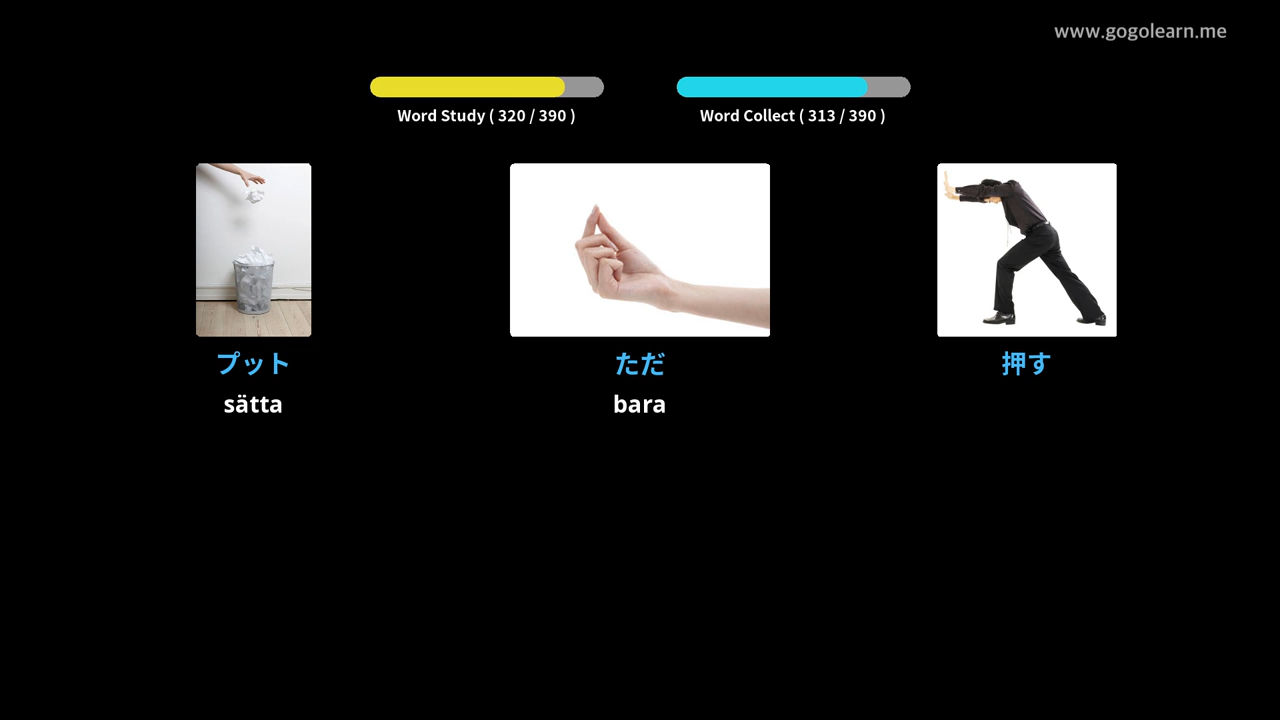 www.gogolearn.me
Word Study ( 320 / 390 )
Word Collect ( 313 / 390 )
プット
ただ
押す
sätta
bara